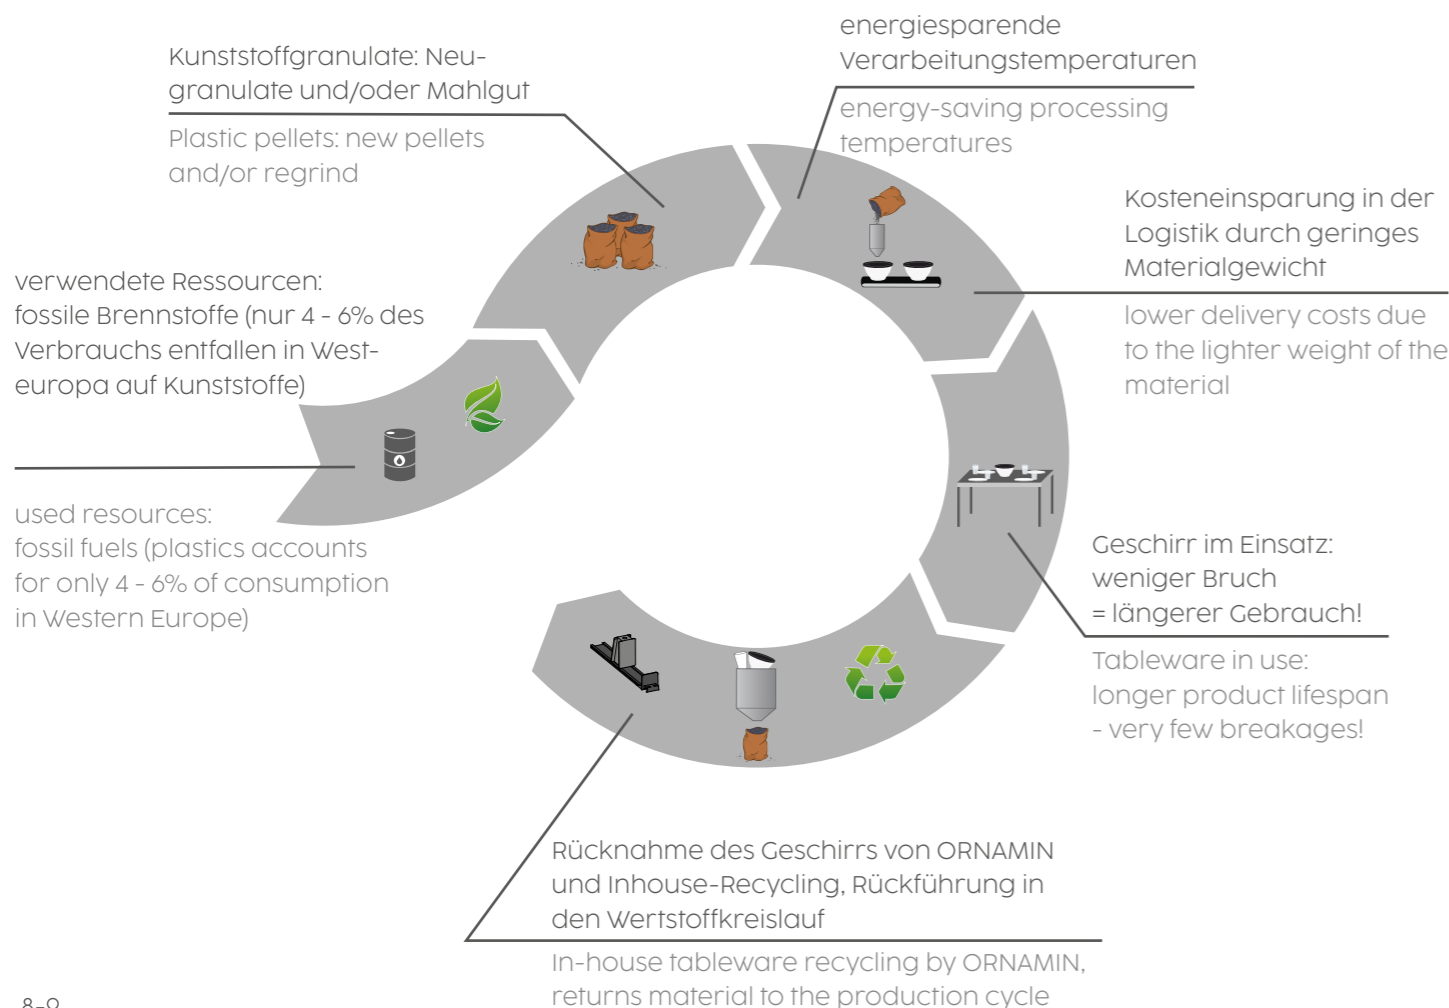 energiesparende
Verarbeitungstemperaturen
energy-saving processing
temperatures
Kunststoffgranulate: Neu-
granulate und/oder Mahlgut
Plastic pellets: new pellets
and/or regrind
Kosteneinsparung in der
Logistik durch geringes
Materialgewicht
lower delivery costs due
to the lighter weight of the
material
verwendete Ressourcen:
fossile Brennstoffe (nur 4 - 6% des
Verbrauchs entfallen in West-
europa auf Kunststoffe)
used resources:
fossil fuels (plastics accounts
for only 4 - 6% of consumption
in Western Europe)
Geschirr im Einsatz:
weniger Bruch
= längerer Gebrauch!
Tableware in use:
longer product lifespan
- very few breakages!
Rücknahme des Geschirrs von ORNAMIN
und Inhouse-Recycling, Rückführung in
den Wertstoffkreislauf
In-house tableware recycling by ORNAMIN,
returns material to the production cycle
8-9